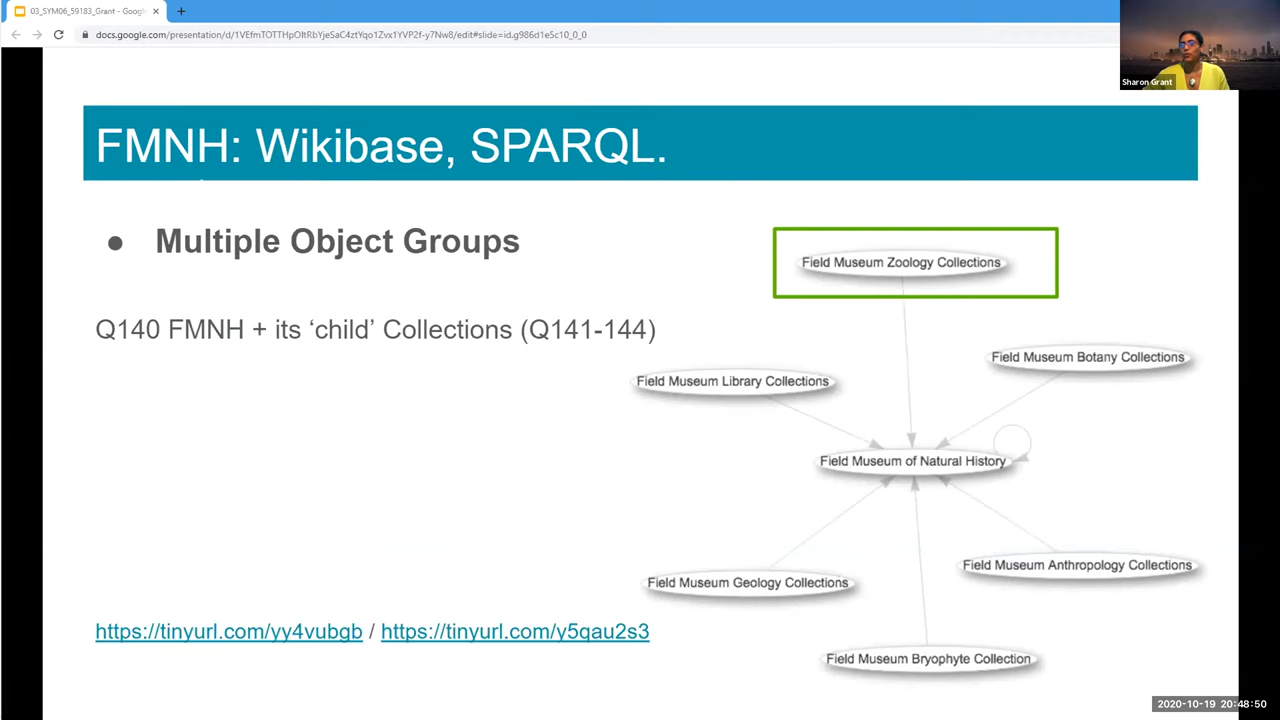 03_SYM06_59183_Grant - Googl
docs.google.com/presentation/d/1VEfmTOTTHpOItRbYjeSaC4ztYqo1Zvx1YVP2f-y7Nw8/edit#slide=id.g986d1e5c10_0_0
Sharon Grant
FMNH: Wikibase, SPARQL.
● Multiple Object Groups
Q140 FMNH + its ‘child’ Collections (Q141-144)
Field Museum Zoology Collections
Field Museum Botany Collections
Field Museum Library Collections
Field Museum of Natural History
Field Museum Anthropology Collections
Field Museum Geology Collections
https://tinyurl.com/yy4vubgb / https://tinyurl.com/y5qau2s3
Field Museum Bryophyte Collection
2020-10-19 20:48:50